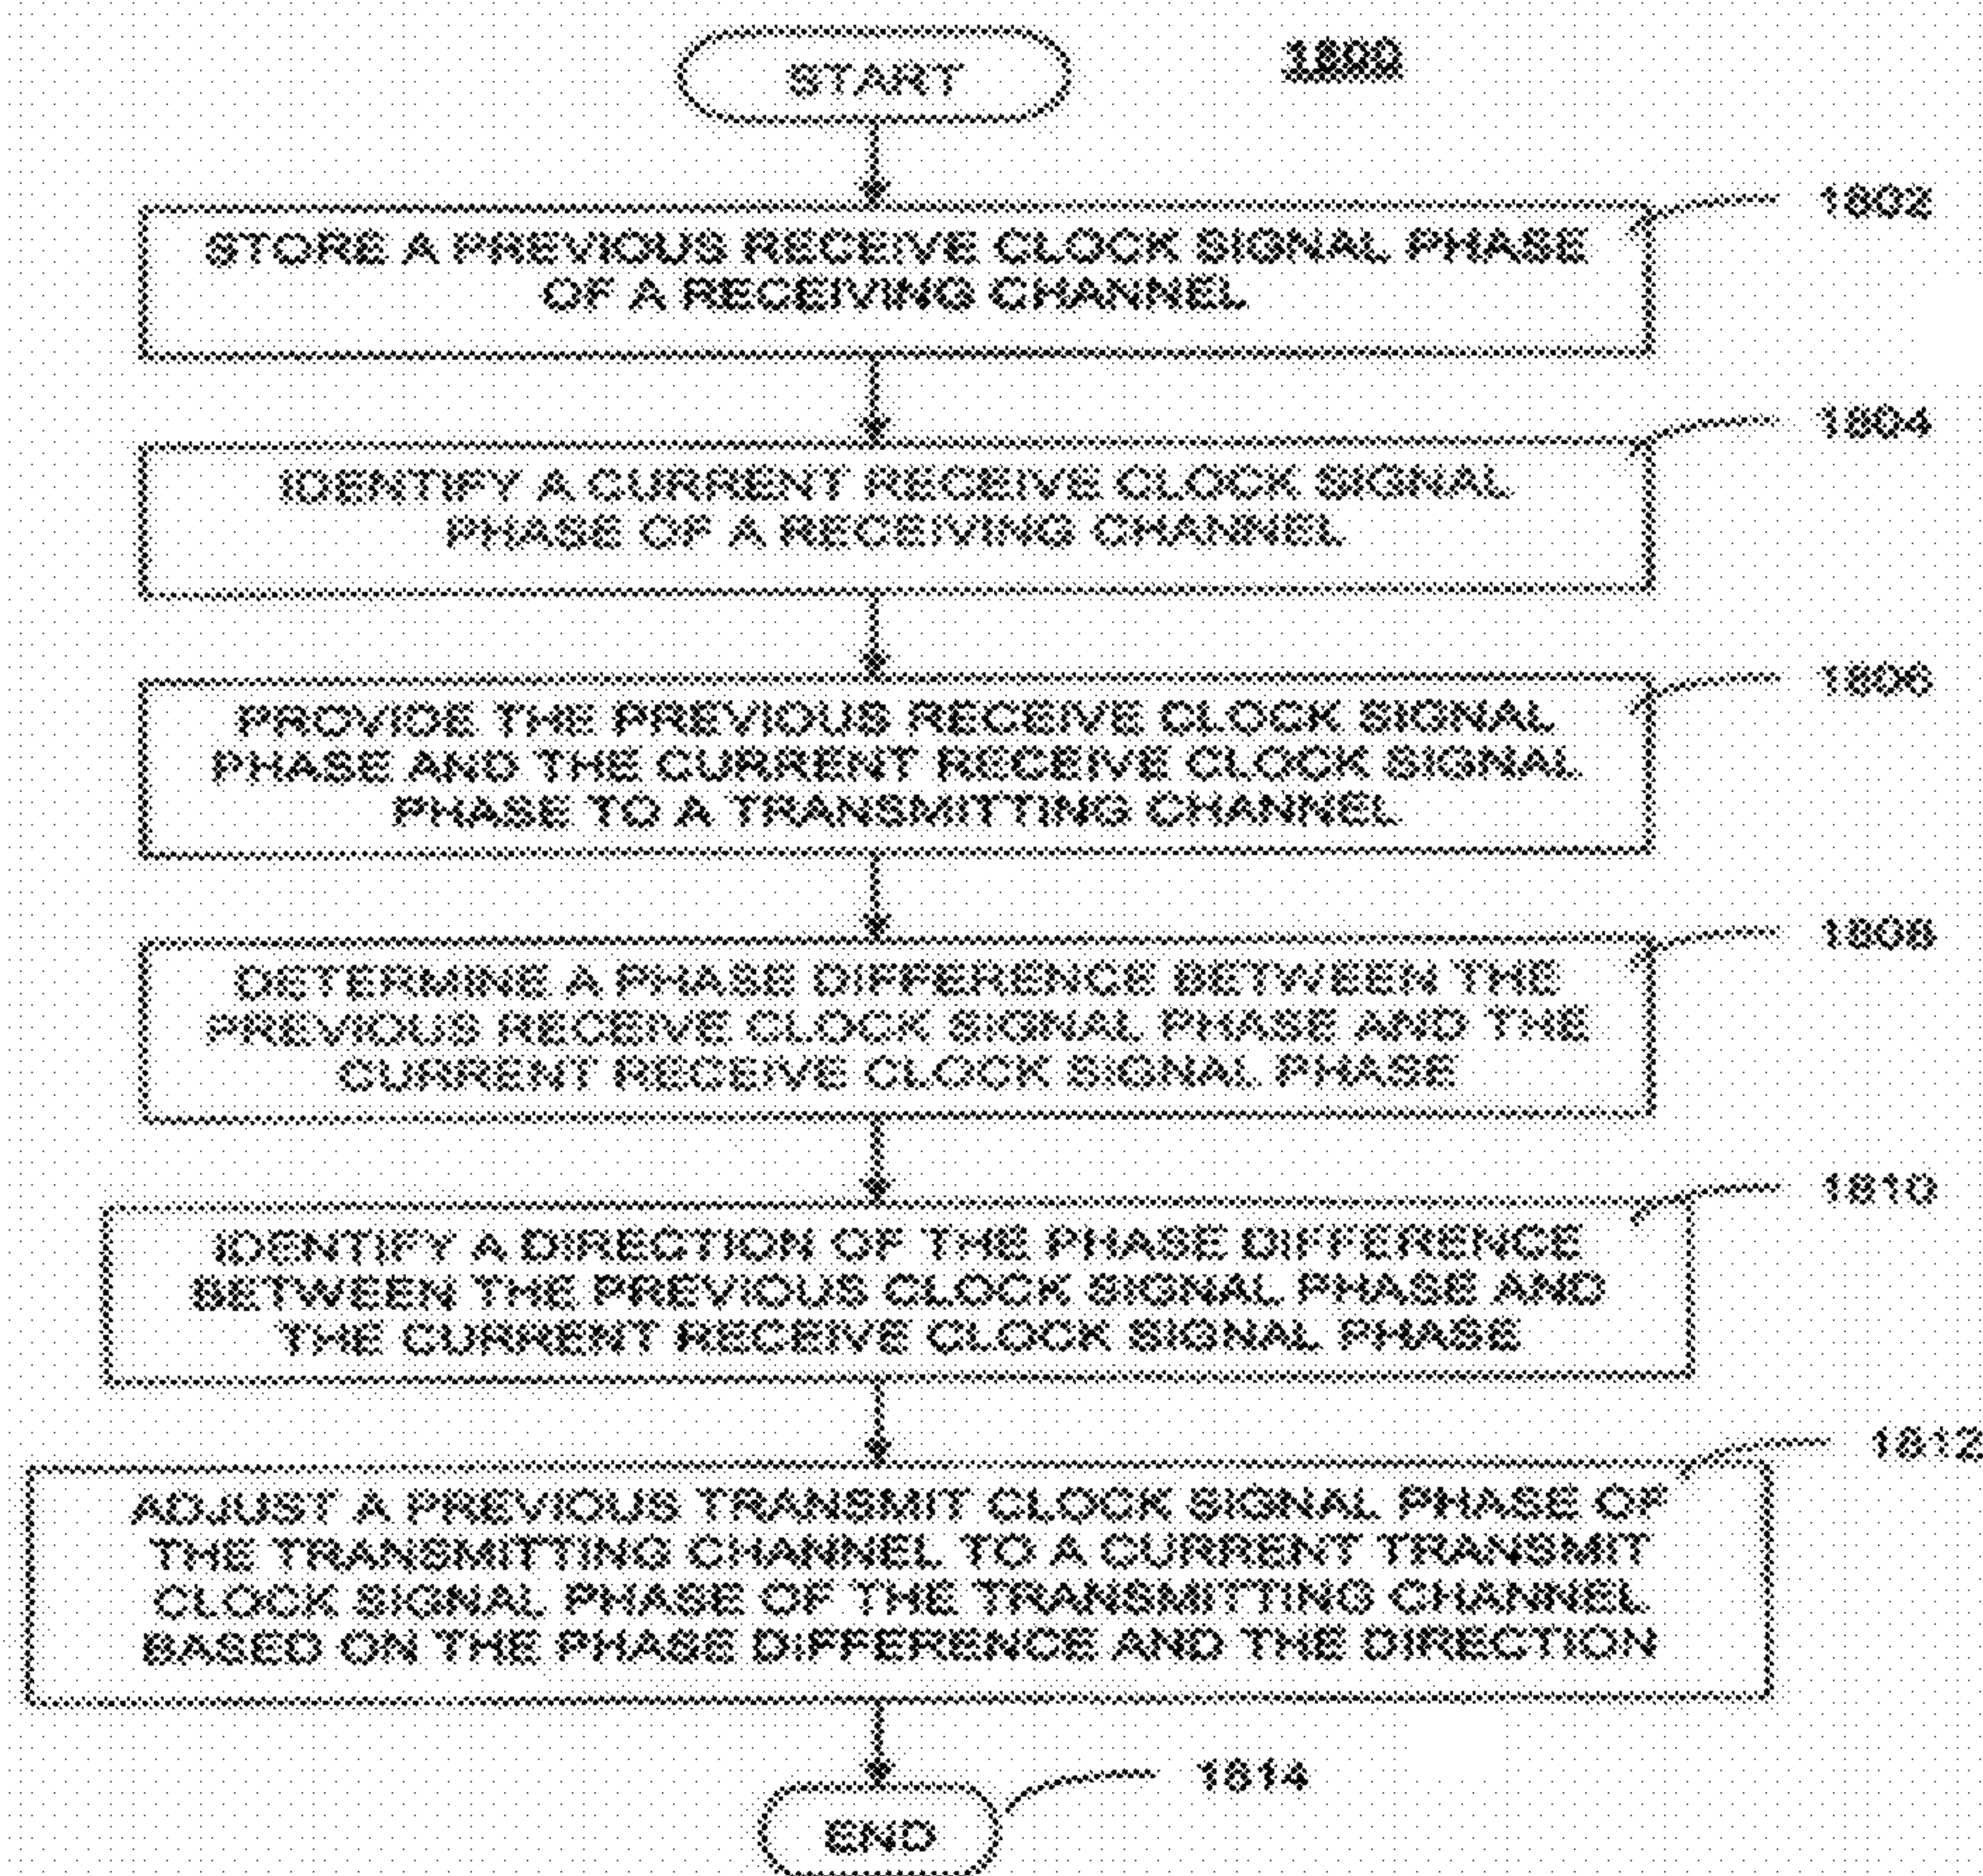 START
1800
1802
STORE A PREVIOUS RECEIVE CLOCK SIGNAL PHASE
OF A RECEIVING CHANNEL
1804
IDENTIFY A CURRENT RECEIVE CLOCK SIGNAL
PHASE OF A RECEIVING CHANNEL
1806
PROVIDE THE PREVIOUS RECEIVE CLOCK SIGNAL
PHASE AND THE CURRENT RECEIVE CLOCK SIGNAL
PHASE TO A TRANSMITTING CHANNEL
1808
DETERMINE A PHASE DIFFERENCE BETWEEN THE
PREVIOUS RECEIVE CLOCK SIGNAL PHASE AND THE
CURRENT RECEIVE CLOCK SIGNAL PHASE
1810
IDENTIFY A DIRECTION OF THE PHASE DIFFERENCE
BETWEEN THE PREVIOUS CLOCK SIGNAL PHASE AND
THE CURRENT RECEIVE CLOCK SIGNAL PHASE
1812
ADJUST A PREVIOUS TRANSMIT CLOCK SIGNAL PHASE OF
THE TRANSMITTING CHANNEL TO A CURRENT TRANSMIT
CLOCK SIGNAL PHASE OF THE TRANSMITTING CHANNEL
BASED ON THE PHASE DIFFERENCE AND THE DIRECTION
1814
END